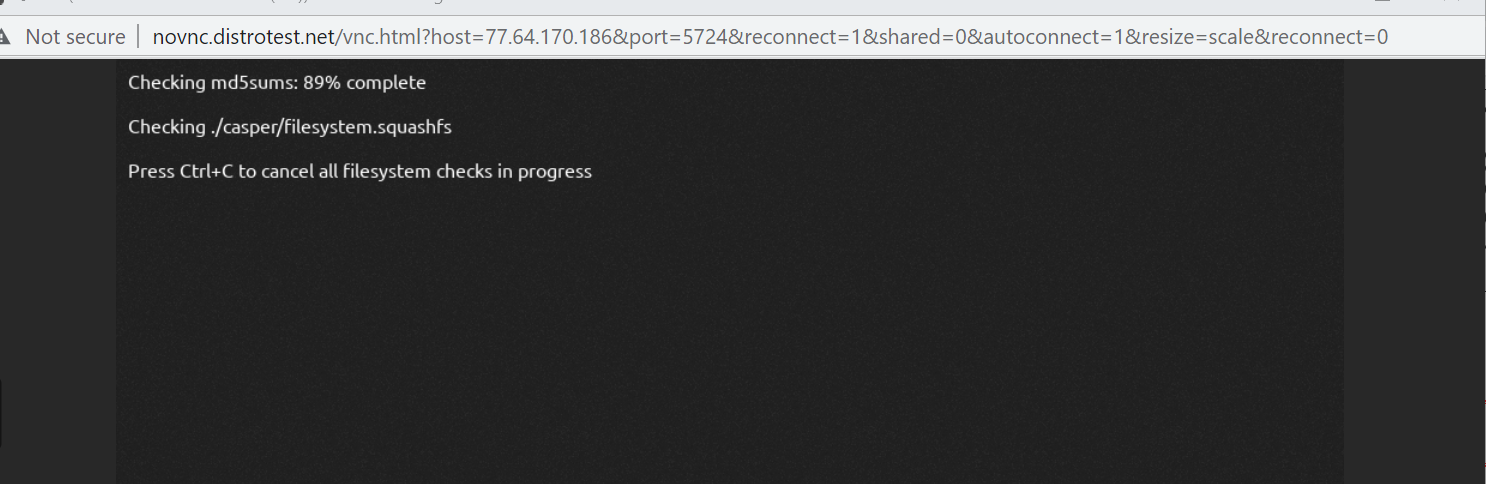 Not secure
novnc.distrotest.net/vnc.html?host=77.64.170.186&port=5724&reconnect=1&shared=0&autoconnect=1&resize=scale&reconnect=0
Checking md5sums: 89% complete
Checking ./casper/filesystem.squashfs
Press Ctrl+C to cancel all filesystem checks in progress